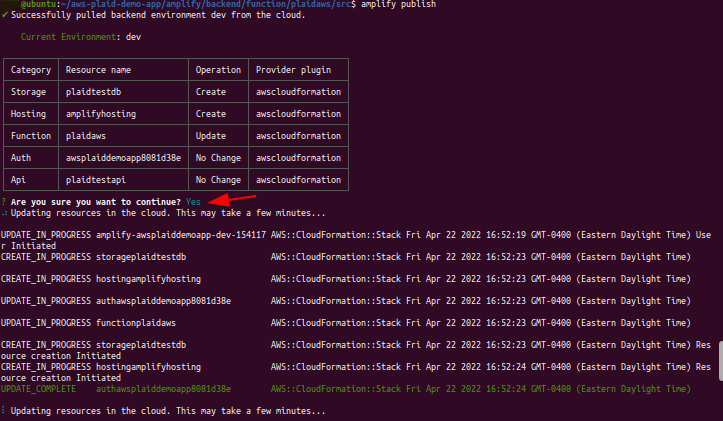 @ubuntu:~/aws-plaid-demo-app/amplify/backend/function/plaidaws/src$ amplify publish
✔ Successfully pulled backend environment dev from the cloud.
Current Environment: dev
Category Resource name Operation Provider plugin
Storage plaidtestdb Create awscloudformation
Hosting amplifyhosting Create awscloudformation
Function plaidaws Update awscloudformation
Auth awsplaiddemoapp8081d38e No Change awscloudformation
Api plaidtestapi No Change awscloudformation
? Are you sure you want to continue? Yes
Updating resources in the cloud. This may take a few minutes...
UPDATE_IN_PROGRESS amplify-awsplaiddemoapp-dev-154117 AWS::CloudFormation::Stack Fri Apr 22 2022 16:52:19 GMT-0400 (Eastern Daylight Time) Use
r Initiated
CREATE_IN_PROGRESS storageplaidtestdb AWS::CloudFormation::Stack Fri Apr 22 2022 16:52:23 GMT-0400 (Eastern Daylight Time)
CREATE_IN_PROGRESS hostingamplifyhosting AWS::CloudFormation::Stack Fri Apr 22 2022 16:52:23 GMT-0400 (Eastern Daylight Time)
UPDATE_IN_PROGRESS authawsplaiddemoapp8081d38e AWS::CloudFormation::Stack Fri Apr 22 2022 16:52:23 GMT-0400 (Eastern Daylight Time)
UPDATE_IN_PROGRESS functionplaidaws AWS::CloudFormation::Stack Fri Apr 22 2022 16:52:23 GMT-0400 (Eastern Daylight Time)
CREATE_IN_PROGRESS storageplaidtestdb AWS::CloudFormation::Stack Fri Apr 22 2022 16:52:23 GMT-0400 (Eastern Daylight Time) Res
ource creation Initiated
CREATE_IN_PROGRESS hostingamplifyhosting AWS::CloudFormation::Stack Fri Apr 22 2022 16:52:24 GMT-0400 (Eastern Daylight Time) Res
ource creation Initiated
UPDATE_COMPLETE authawsplaiddemoapp8081d38e AWS::CloudFormation::Stack Fri Apr 22 2022 16:52:24 GMT-0400 (Eastern Daylight Time)
Updating resources in the cloud. This may take a few minutes...